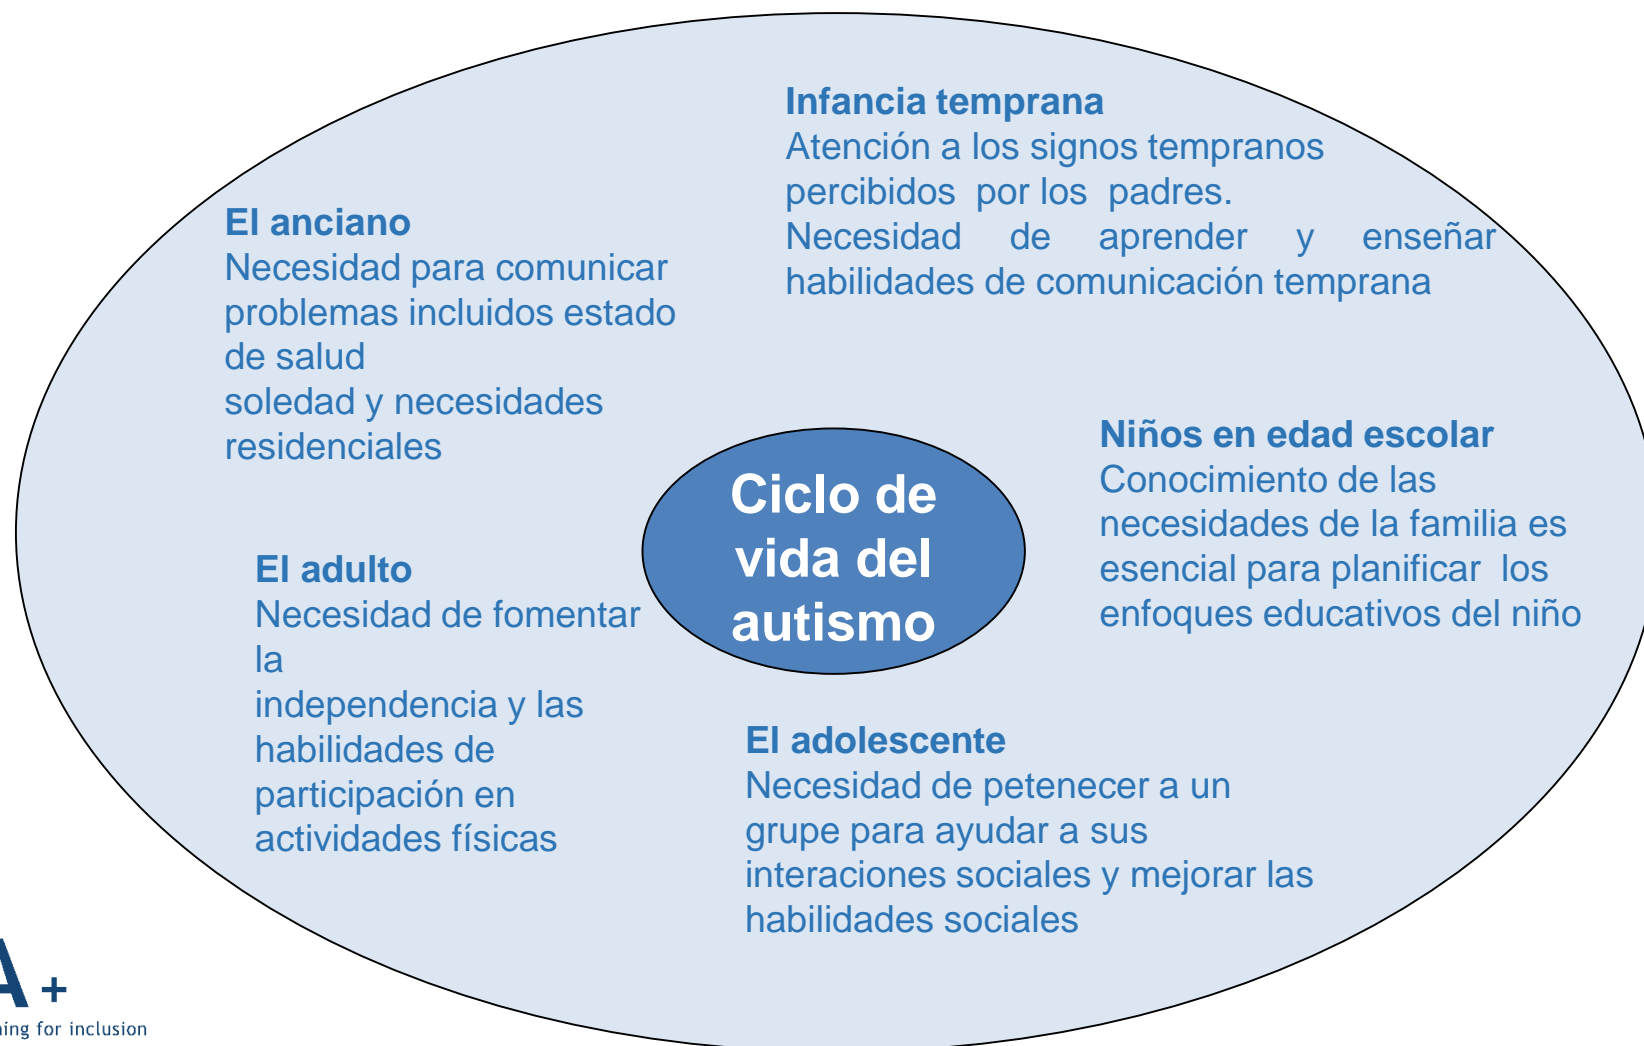 Infancia temprana
Atención a los signos tempranos
percibidos por los padres.
Necesidad de aprender y enseñar
habilidades de comunicación temprana
Niños en edad escolar
Conocimiento de las
necesidades de la familia es
esencial para planificar los
enfoques educativos del niño
El adolescente
Necesidad de petenecer a un
grupe para ayudar a sus
interaciones sociales y mejorar las
habilidades sociales
El adulto
Necesidad de fomentar
la
independencia y las
habilidades de
participación en
actividades físicas
El anciano
Necesidad para comunicar
problemas incluidos estado
de salud
soledad y necesidades
residenciales
Ciclo de
vida del
autismo
A+
for inclusion